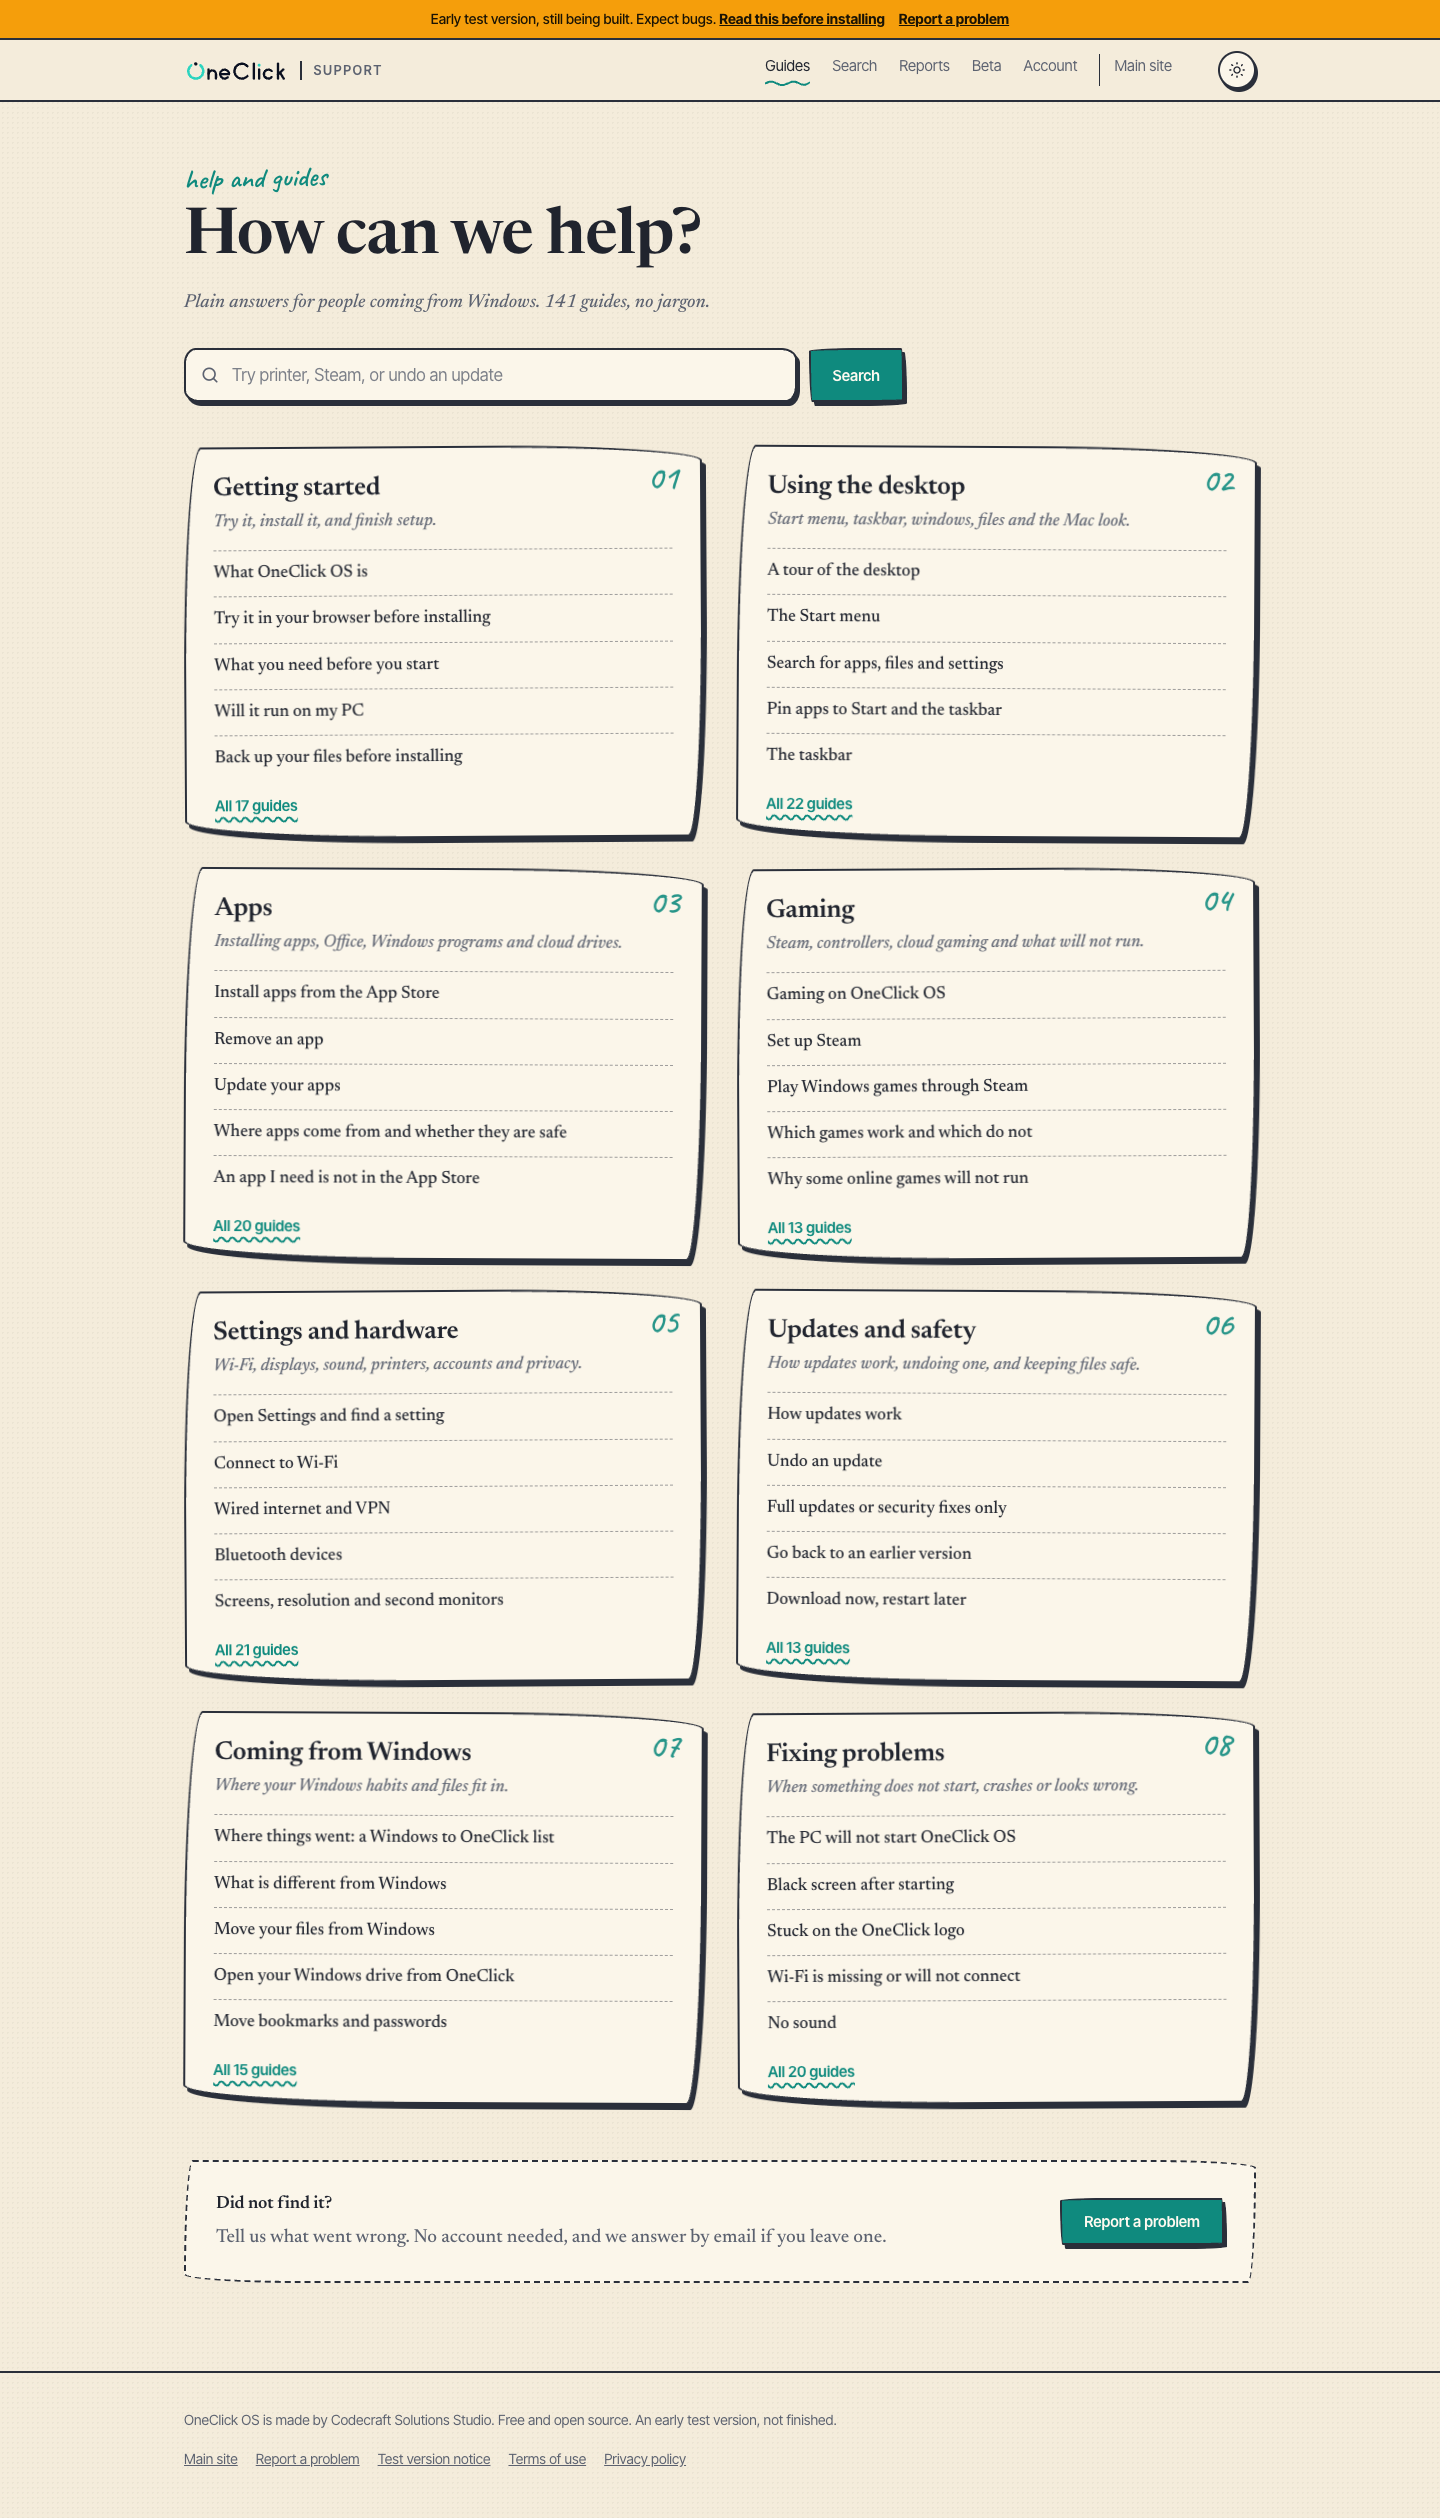 Early test version, still being built. Expect bugs. Read this before installing Report a problem
OneClick SUPPORT Guides Search Reports Beta Account Main site
help and guides
How can we help?
Plain answers for people coming from Windows. 141 guides, no jargon.
Try printer, Steam, or undo an update
Search
Getting started 01
Try it, install it, and finish setup.
What OneClick OS is
Try it in your browser before installing
What you need before you start
Will it run on my PC
Back up your files before installing
All 17 guides
Using the desktop 02
Start menu, taskbar, windows, files and the Mac look.
A tour of the desktop
The Start menu
Search for apps, files and settings
Pin apps to Start and the taskbar
The taskbar
All 22 guides
Apps 03
Installing apps, Office, Windows programs and cloud drives.
Install apps from the App Store
Remove an app
Update your apps
Where apps come from and whether they are safe
An app I need is not in the App Store
All 20 guides
Gaming 04
Steam, controllers, cloud gaming and what will not run.
Gaming on OneClick OS
Set up Steam
Play Windows games through Steam
Which games work and which do not
Why some online games will not run
All 13 guides
Settings and hardware 05
Wi-Fi, displays, sound, printers, accounts and privacy.
Open Settings and find a setting
Connect to Wi-Fi
Wired internet and VPN
Bluetooth devices
Screens, resolution and second monitors
All 21 guides
Updates and safety 06
How updates work, undoing one, and keeping files safe.
How updates work
Undo an update
Full updates or security fixes only
Go back to an earlier version
Download now, restart later
All 13 guides
Coming from Windows 07
Where your Windows habits and files fit in.
Where things went: a Windows to OneClick list
What is different from Windows
Move your files from Windows
Open your Windows drive from OneClick
Move bookmarks and passwords
All 15 guides
Fixing problems 08
When something does not start, crashes or looks wrong.
The PC will not start OneClick OS
Black screen after starting
Stuck on the OneClick logo
Wi-Fi is missing or will not connect
No sound
All 20 guides
Did not find it?
Tell us what went wrong. No account needed, and we answer by email if you leave one.
Report a problem
OneClick OS is made by Codecraft Solutions Studio. Free and open source. An early test version, not finished.
Main site Report a problem Test version notice Terms of use Privacy policy